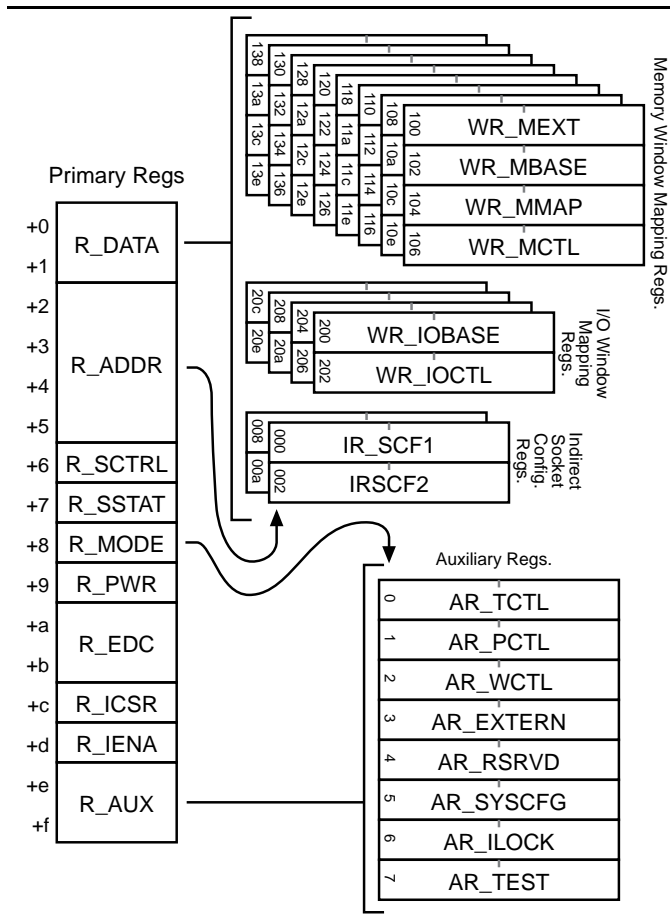 Primary Regs
+0
+1
R_DATA
+2
+3
+4
+5
R_ADDR
+6
R_SCTRL
+7
R_SSTAT
+8
R_MODE
+9
R_PWR
+a
+b
R_EDC
+c
R_ICSR
+d
R_IENA
+e
+f
R_AUX
Memory Window Mapping Regs.
138
13a
13c
13e
130
132
134
136
128
12a
12c
12e
120
122
124
126
118
11a
11c
11e
110
112
114
116
108
10a
10c
10e
100
WR_MEXT
102
WR_MBASE
104
WR_MMAP
106
WR_MCTL
I/O Window
Mapping
Regs.
20c
20e
208
20a
204
206
200
WR_IOBASE
202
WR_IOCTL
Indirect
Socket
Config.
Regs.
008
00a
000
IR_SCF1
002
IRSCF2
Auxiliary Regs.
0
AR_TCTL
1
AR_PCTL
2
AR_WCTL
3
AR_EXTERN
4
AR_RSRVD
5
AR_SYSCFG
6
AR_ILOCK
7
AR_TEST